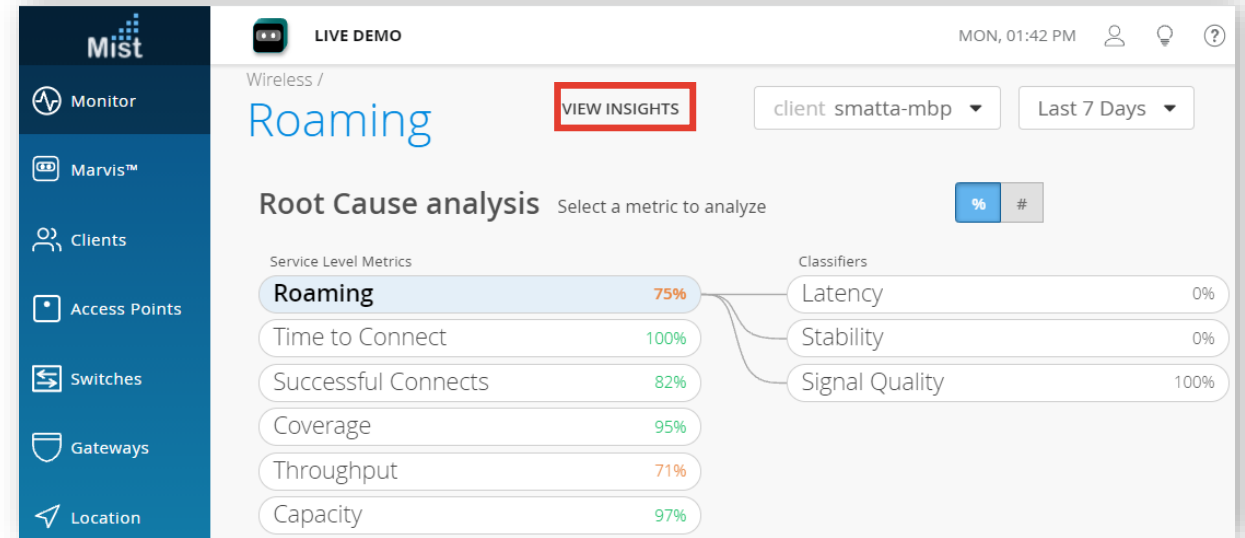 Mist
LIVE DEMO
MON, 01:42 PM
?
Monitor
Marvis™
Clients
Access Points
Switches
Gateways
Location
Wireless /
Roaming
VIEW INSIGHTS
client smatta-mbp
Last 7 Days
Root Cause analysis Select a metric to analyze
% #
Service Level Metrics
Roaming 75%
Time to Connect 100%
Successful Connects 82%
Coverage 95%
Throughput 71%
Capacity 97%
Classifiers
Latency 0%
Stability 0%
Signal Quality 100%